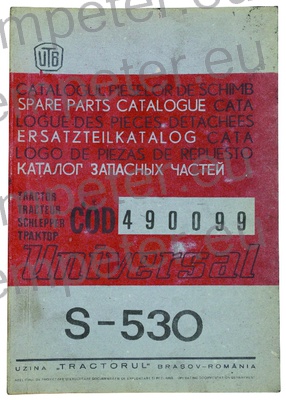 UTB
CATALOGUL PIESELOR DE SCHIMB
SPARE PARTS CATALOGUE CATA
LOGUE DES PIECES DETACHEES
ERSATZTEILKATALOG CATA
LOGO DE PIEZAS DE REPUESTO
КАТАЛОГ ЗАПАСНЫХ ЧАСТЕЙ
TRACTOR
TRACTEUR
SCHLEPPER
ТРАКТОР
COD 490099
Universal
S-530
UZINA „TRACTORUL" BRASOV-ROMÂNIA